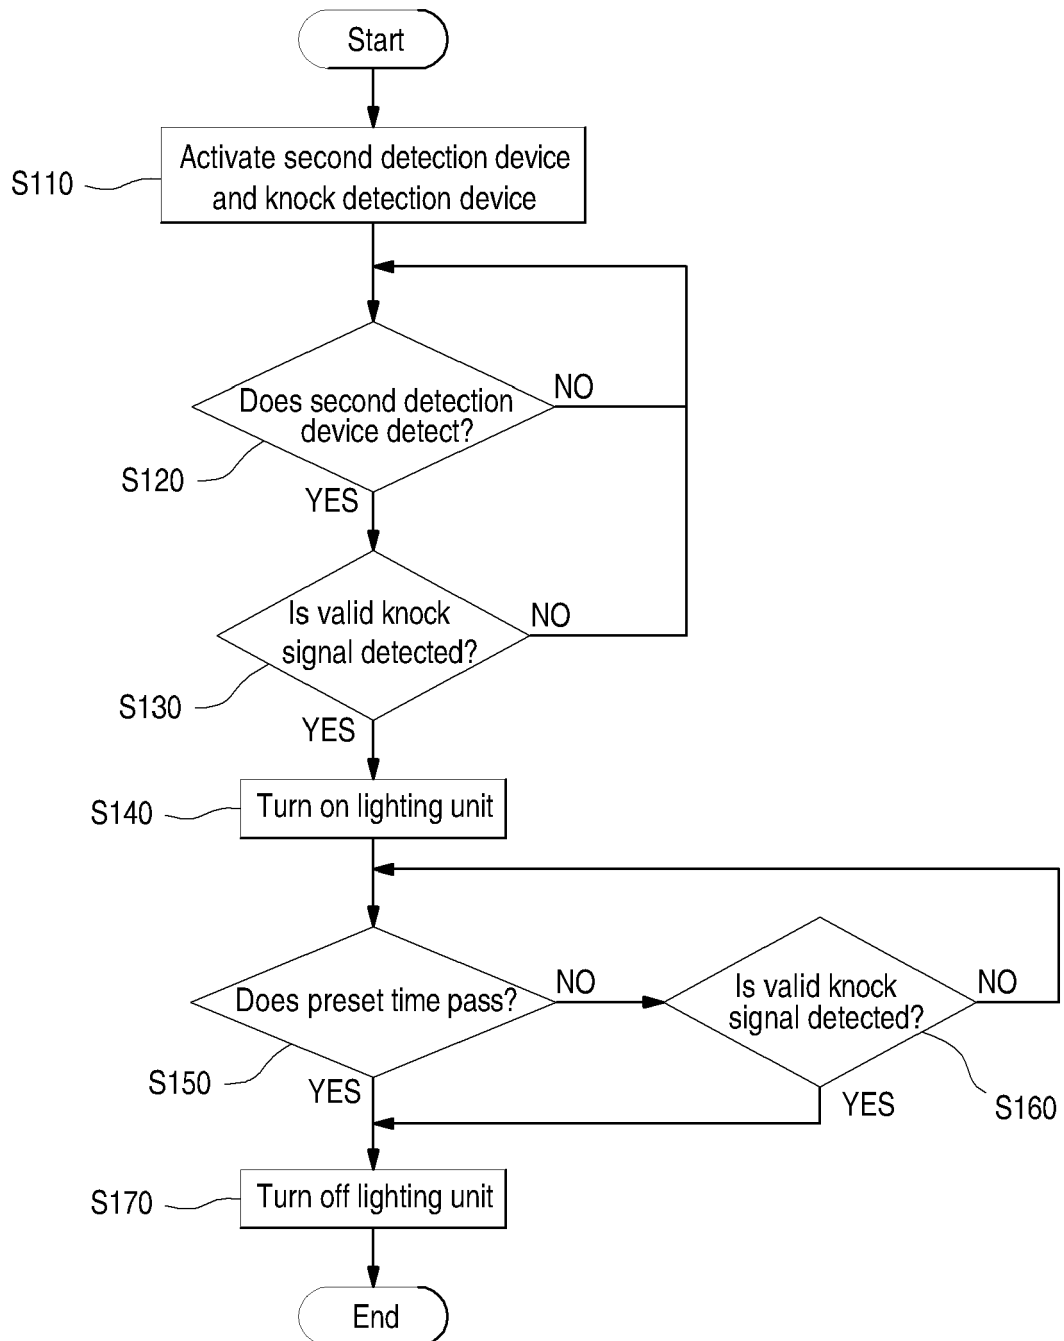 Start
Activate second detection device
and knock detection device
S110
Does second detection
device detect?
NO
S120
YES
Is valid knock
signal detected?
NO
S130
YES
Turn on lighting unit
S140
Does preset time pass?
NO
Is valid knock
signal detected?
NO
S150
YES
YES
S160
Turn off lighting unit
S170
End